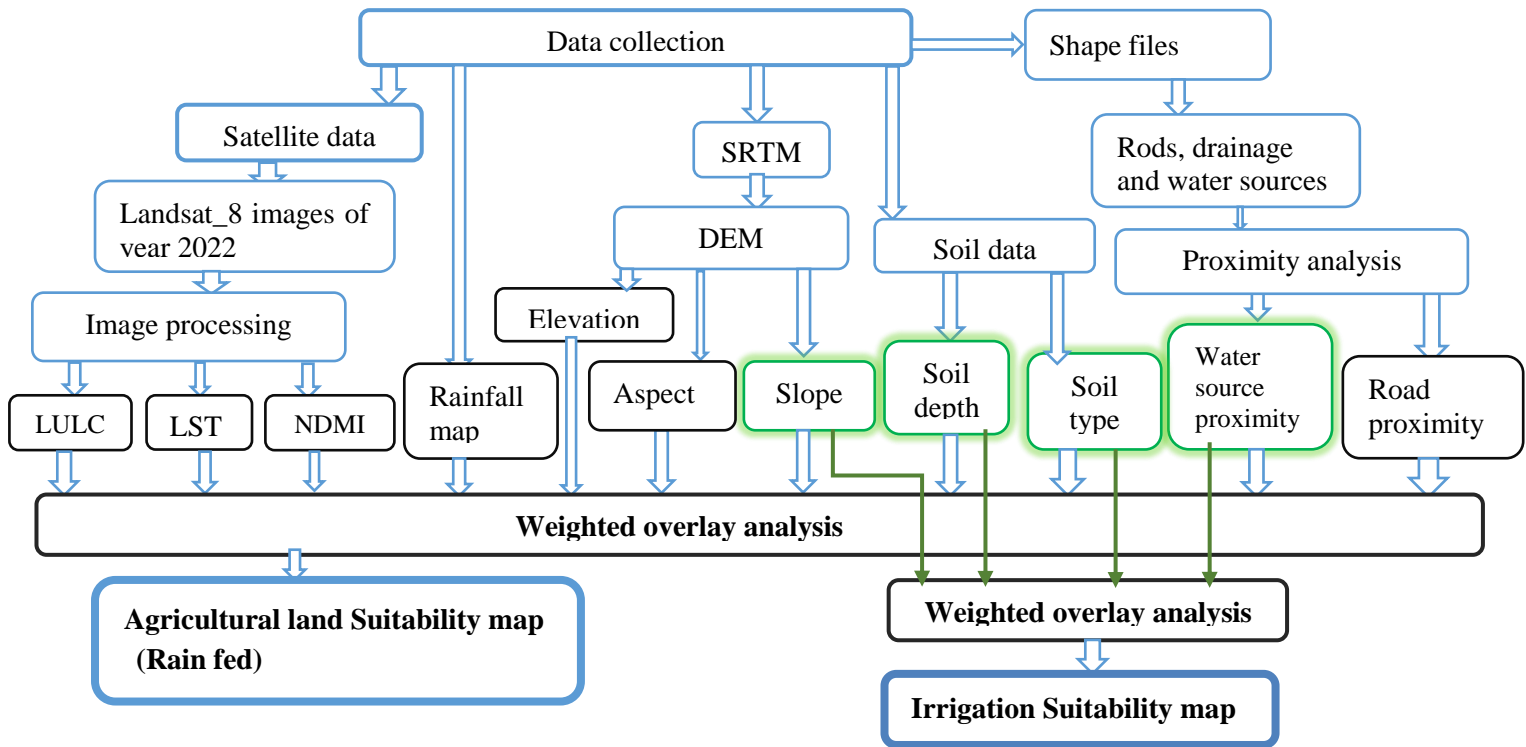 Data collection
Shape files
Satellite data
SRTM
Rods, drainage
and water sources
Landsat_8 images of
year 2022
DEM
Soil data
Proximity analysis
Image processing
Elevation
LULC
LST
NDMI
Rainfall
map
Aspect
Slope
Soil
depth
Soil
type
Water
source
proximity
Road
proximity
Weighted overlay analysis
Agricultural land Suitability map
(Rain fed)
Weighted overlay analysis
Irrigation Suitability map